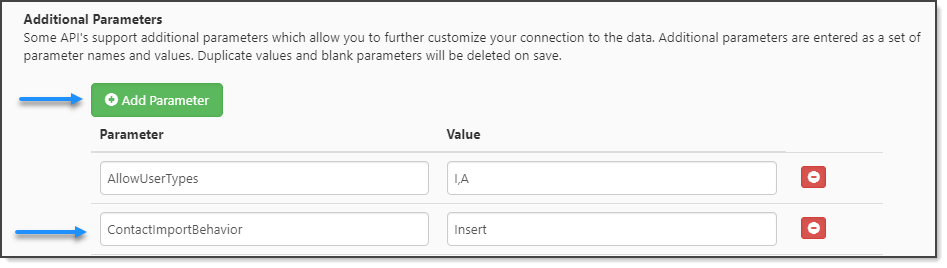 Additional Parameters
Some API's support additional parameters which allow you to further customize your connection to the data. Additional parameters are entered as a set of
parameter names and values. Duplicate values and blank parameters will be deleted on save.
Add Parameter
Parameter Value
AllowUserTypes I,A
ContactImportBehavior Insert